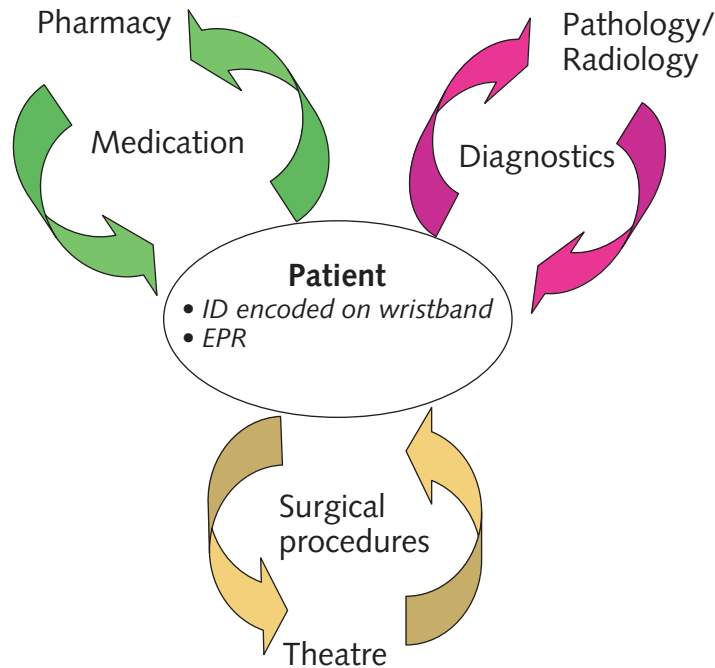 Pharmacy
Pathology/
Radiology
Medication
Diagnostics
Patient
• ID encoded on wristband
• EPR
Surgical
procedures
Theatre